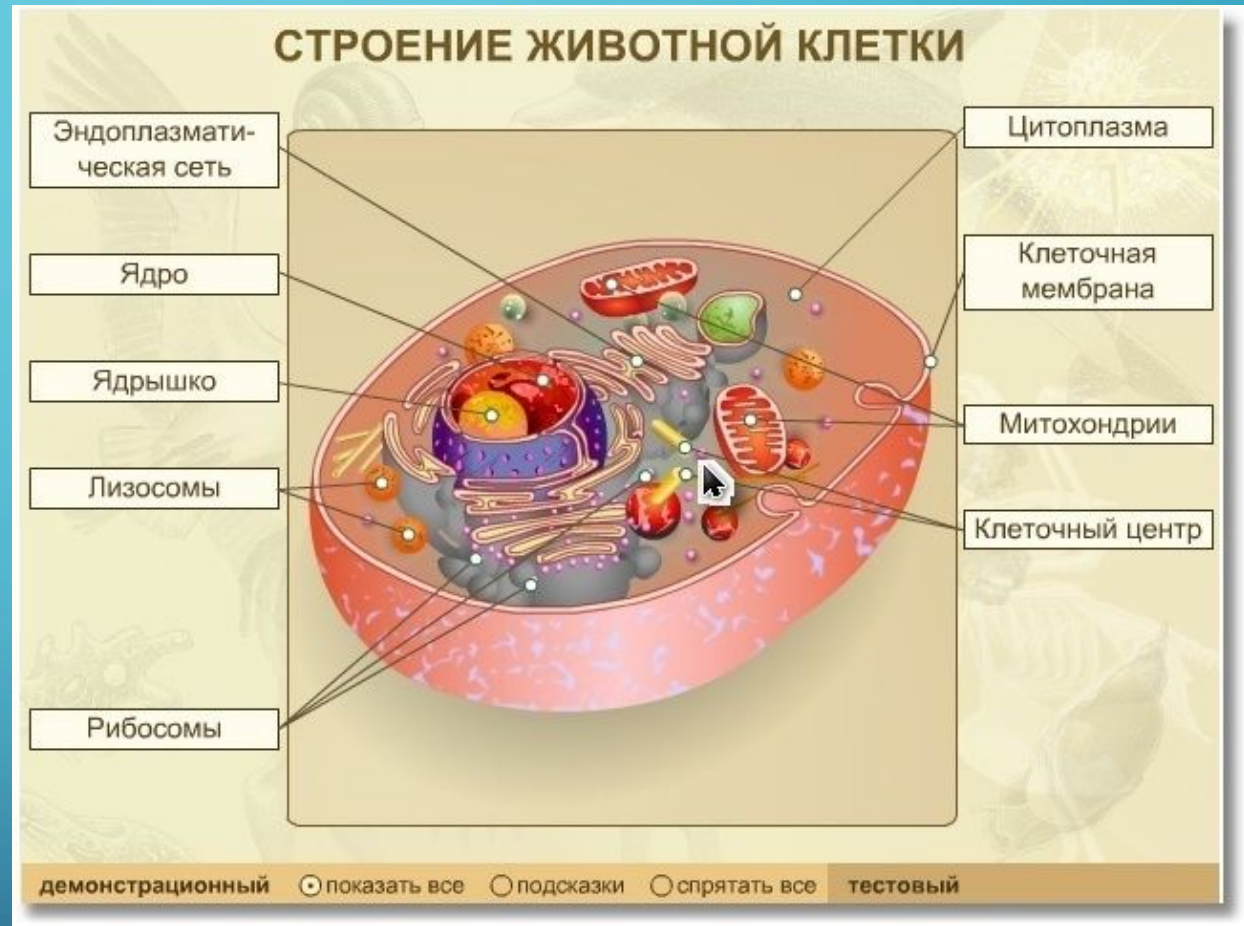 СТРОЕНИЕ ЖИВОТНОЙ КЛЕТКИ
Эндоплазмати-
ческая сеть
Ядро
Ядрышко
Лизосомы
Рибосомы
Цитоплазма
Клеточная
мембрана
Митохондрии
Клеточный центр
демонстрационный показать все подсказки спрятать все тестовый